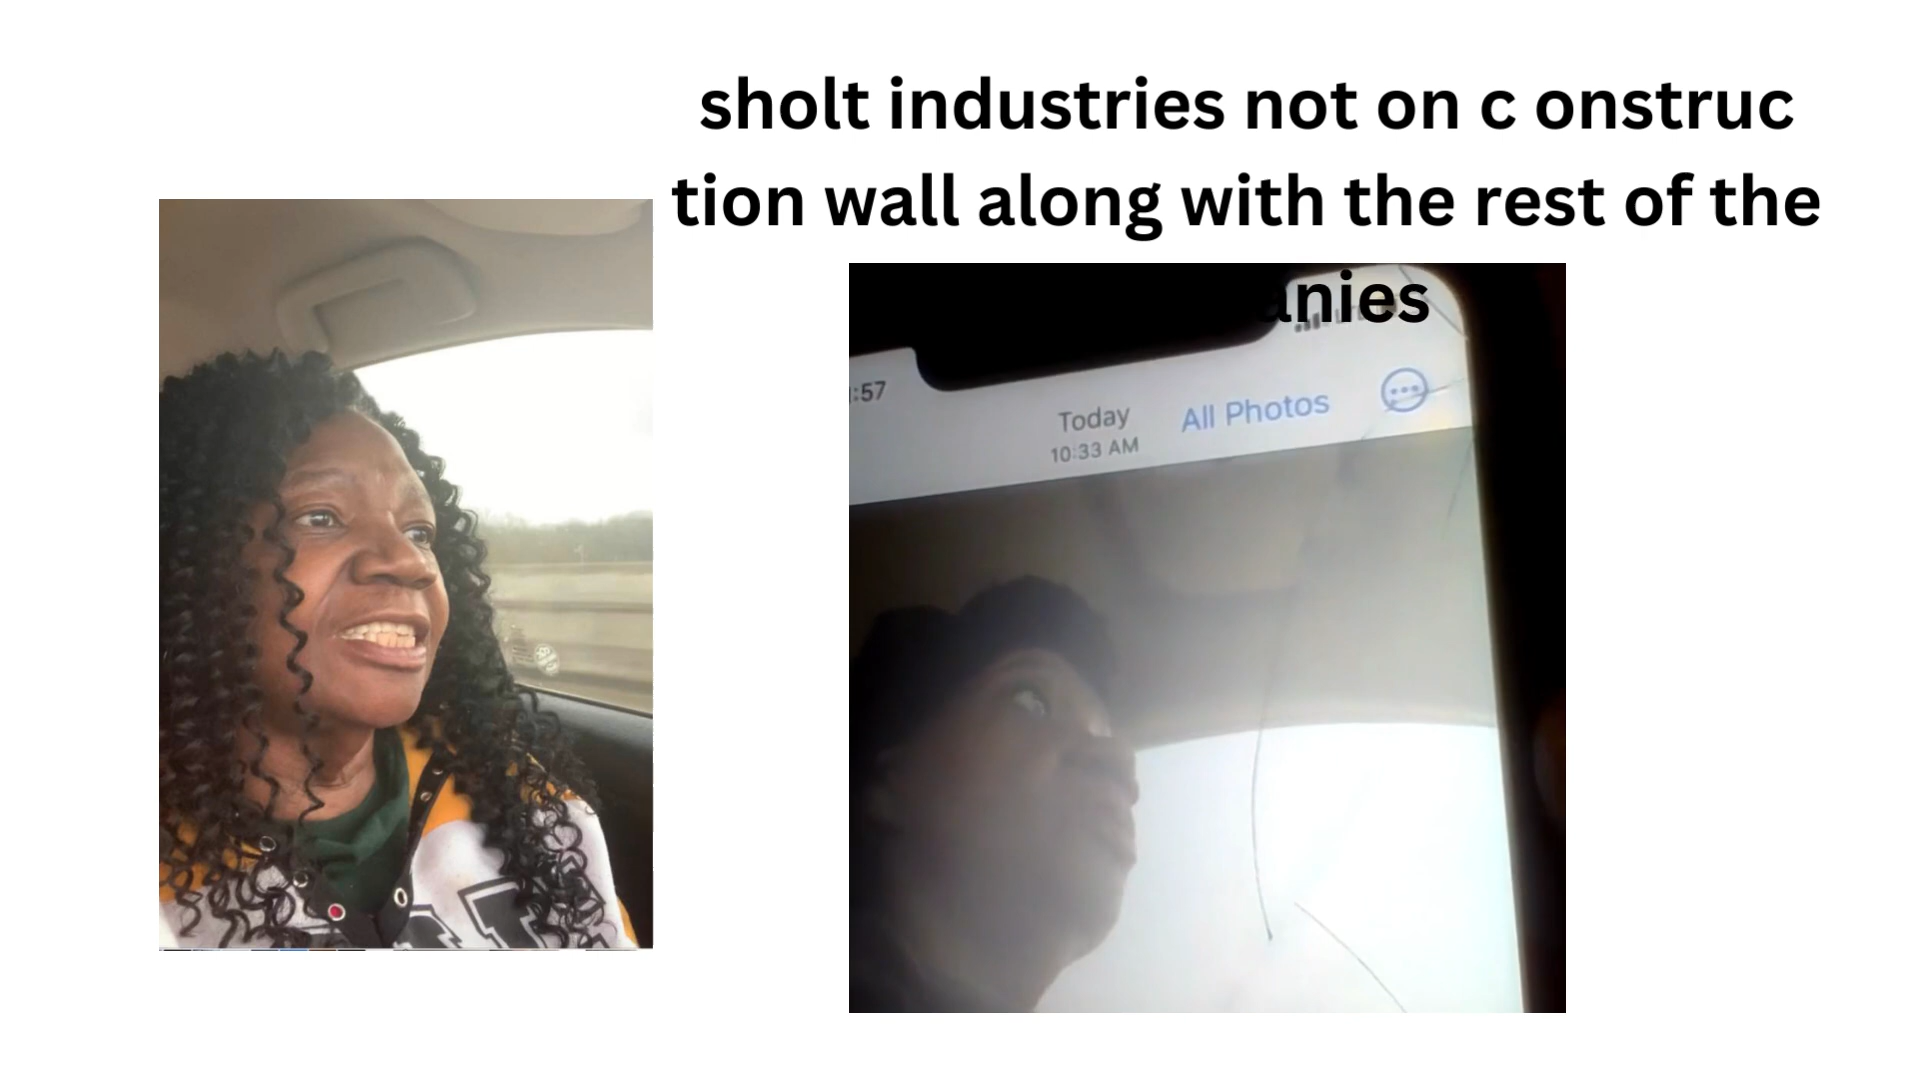 sholt industries not on c onstruc
tion wall along with the rest of the
anies
:57
Today
All Photos
10:33 AM
N